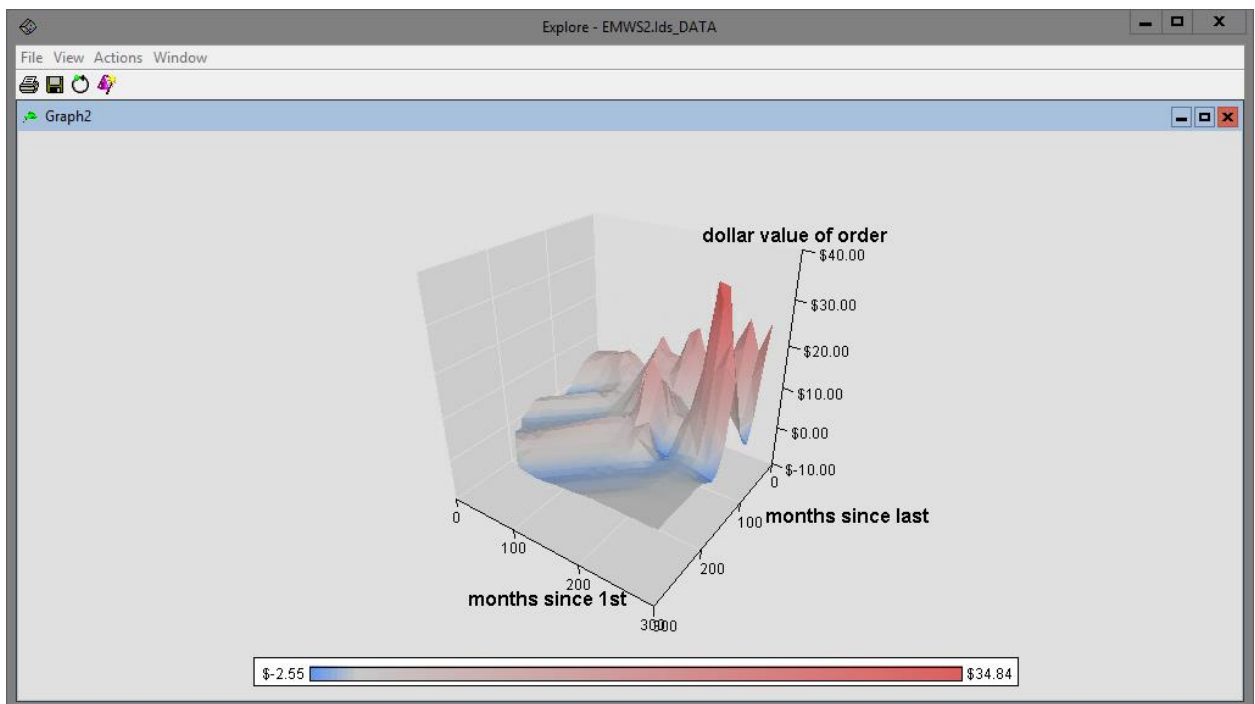 Explore - EMWS2.Ids_DATA
File View Actions Window
Graph2
dollar value of order
$40.00
$30.00
$20.00
$10.00
$0.00
$-10.00
0
100
months since last
200
300
0
100
200
months since 1st
300
$-2.55
$34.84